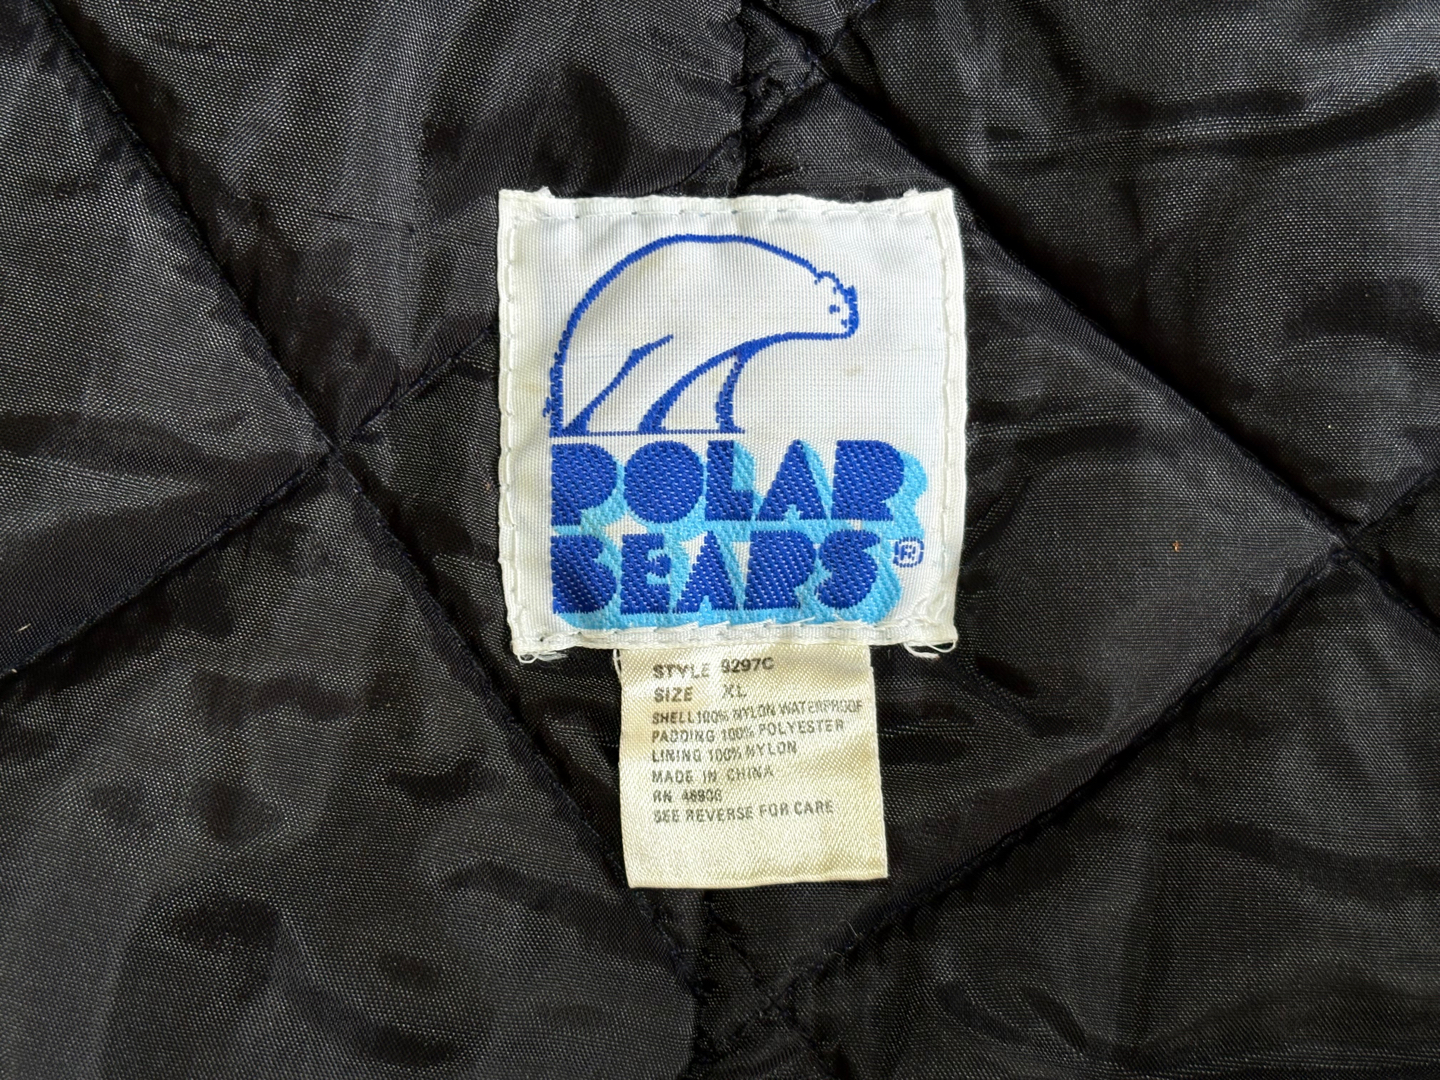 POLAR
BEARS®
STYLE 9297C
SIZE XL
SHELL 100% NYLON WATERPROOF
PADDING 100% POLYESTER
LINING 100% NYLON
MADE IN CHINA
RN
SEE REVERSE FOR CARE